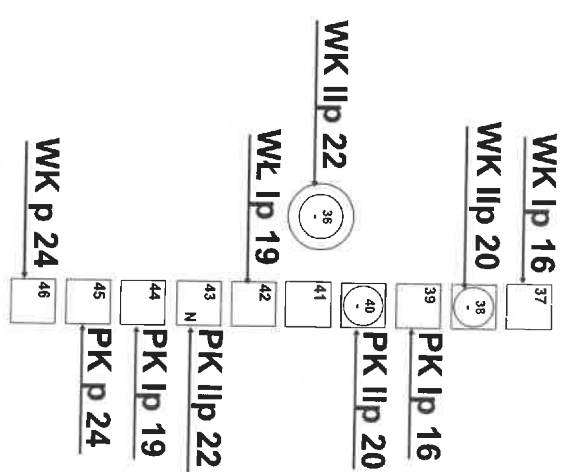 WK Ip 16 37
WK IIp 20 38 -
39 PK Ip 16
40 - PK IIp 20
WK IIp 22 36 -
41
WŁ Ip 19 42
43 N PK IIp 22
44 PK Ip 19
45 PK p 24
WK p 24 46